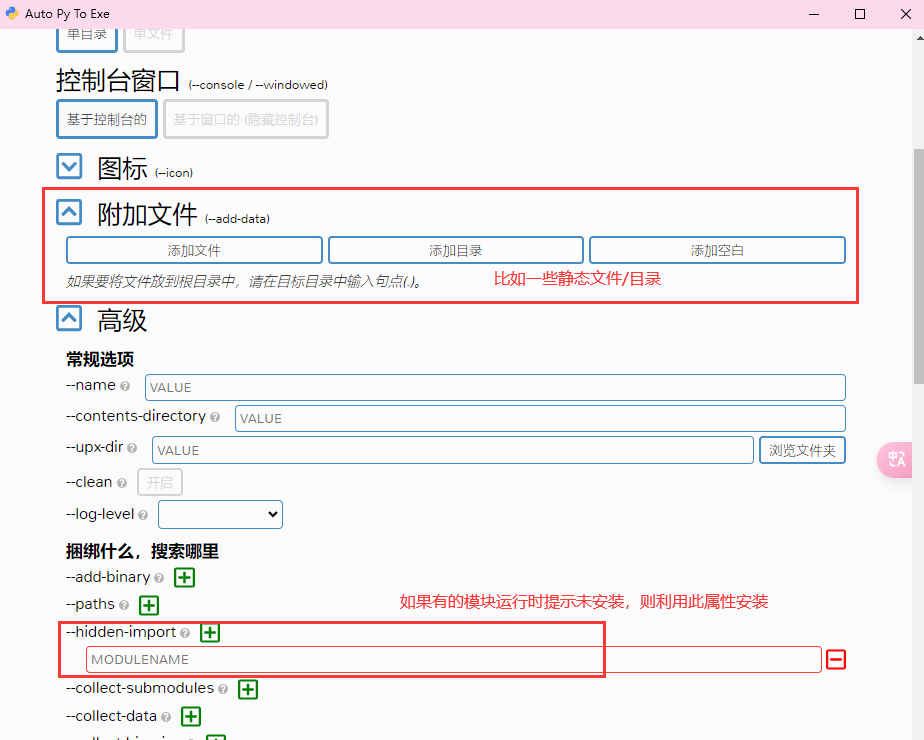 Auto Py To Exe
单目录 单文件
控制台窗口 (--console / --windowed)
基于控制台的 基于窗口的 (隐藏控制台)
图标 (--icon)
附加文件 (--add-data)
添加文件 添加目录 添加空白
如果要将文件放到根目录中，请在目标目录中输入句点(.)。 比如一些静态文件/目录
高级
常规选项
--name VALUE
--contents-directory VALUE
--upx-dir VALUE 浏览文件夹
--clean 开启
--log-level
捆绑什么，搜索哪里
--add-binary
--paths
如果有的模块运行时提示未安装，则利用此属性安装
--hidden-import
MODULENAME
--collect-submodules
--collect-data